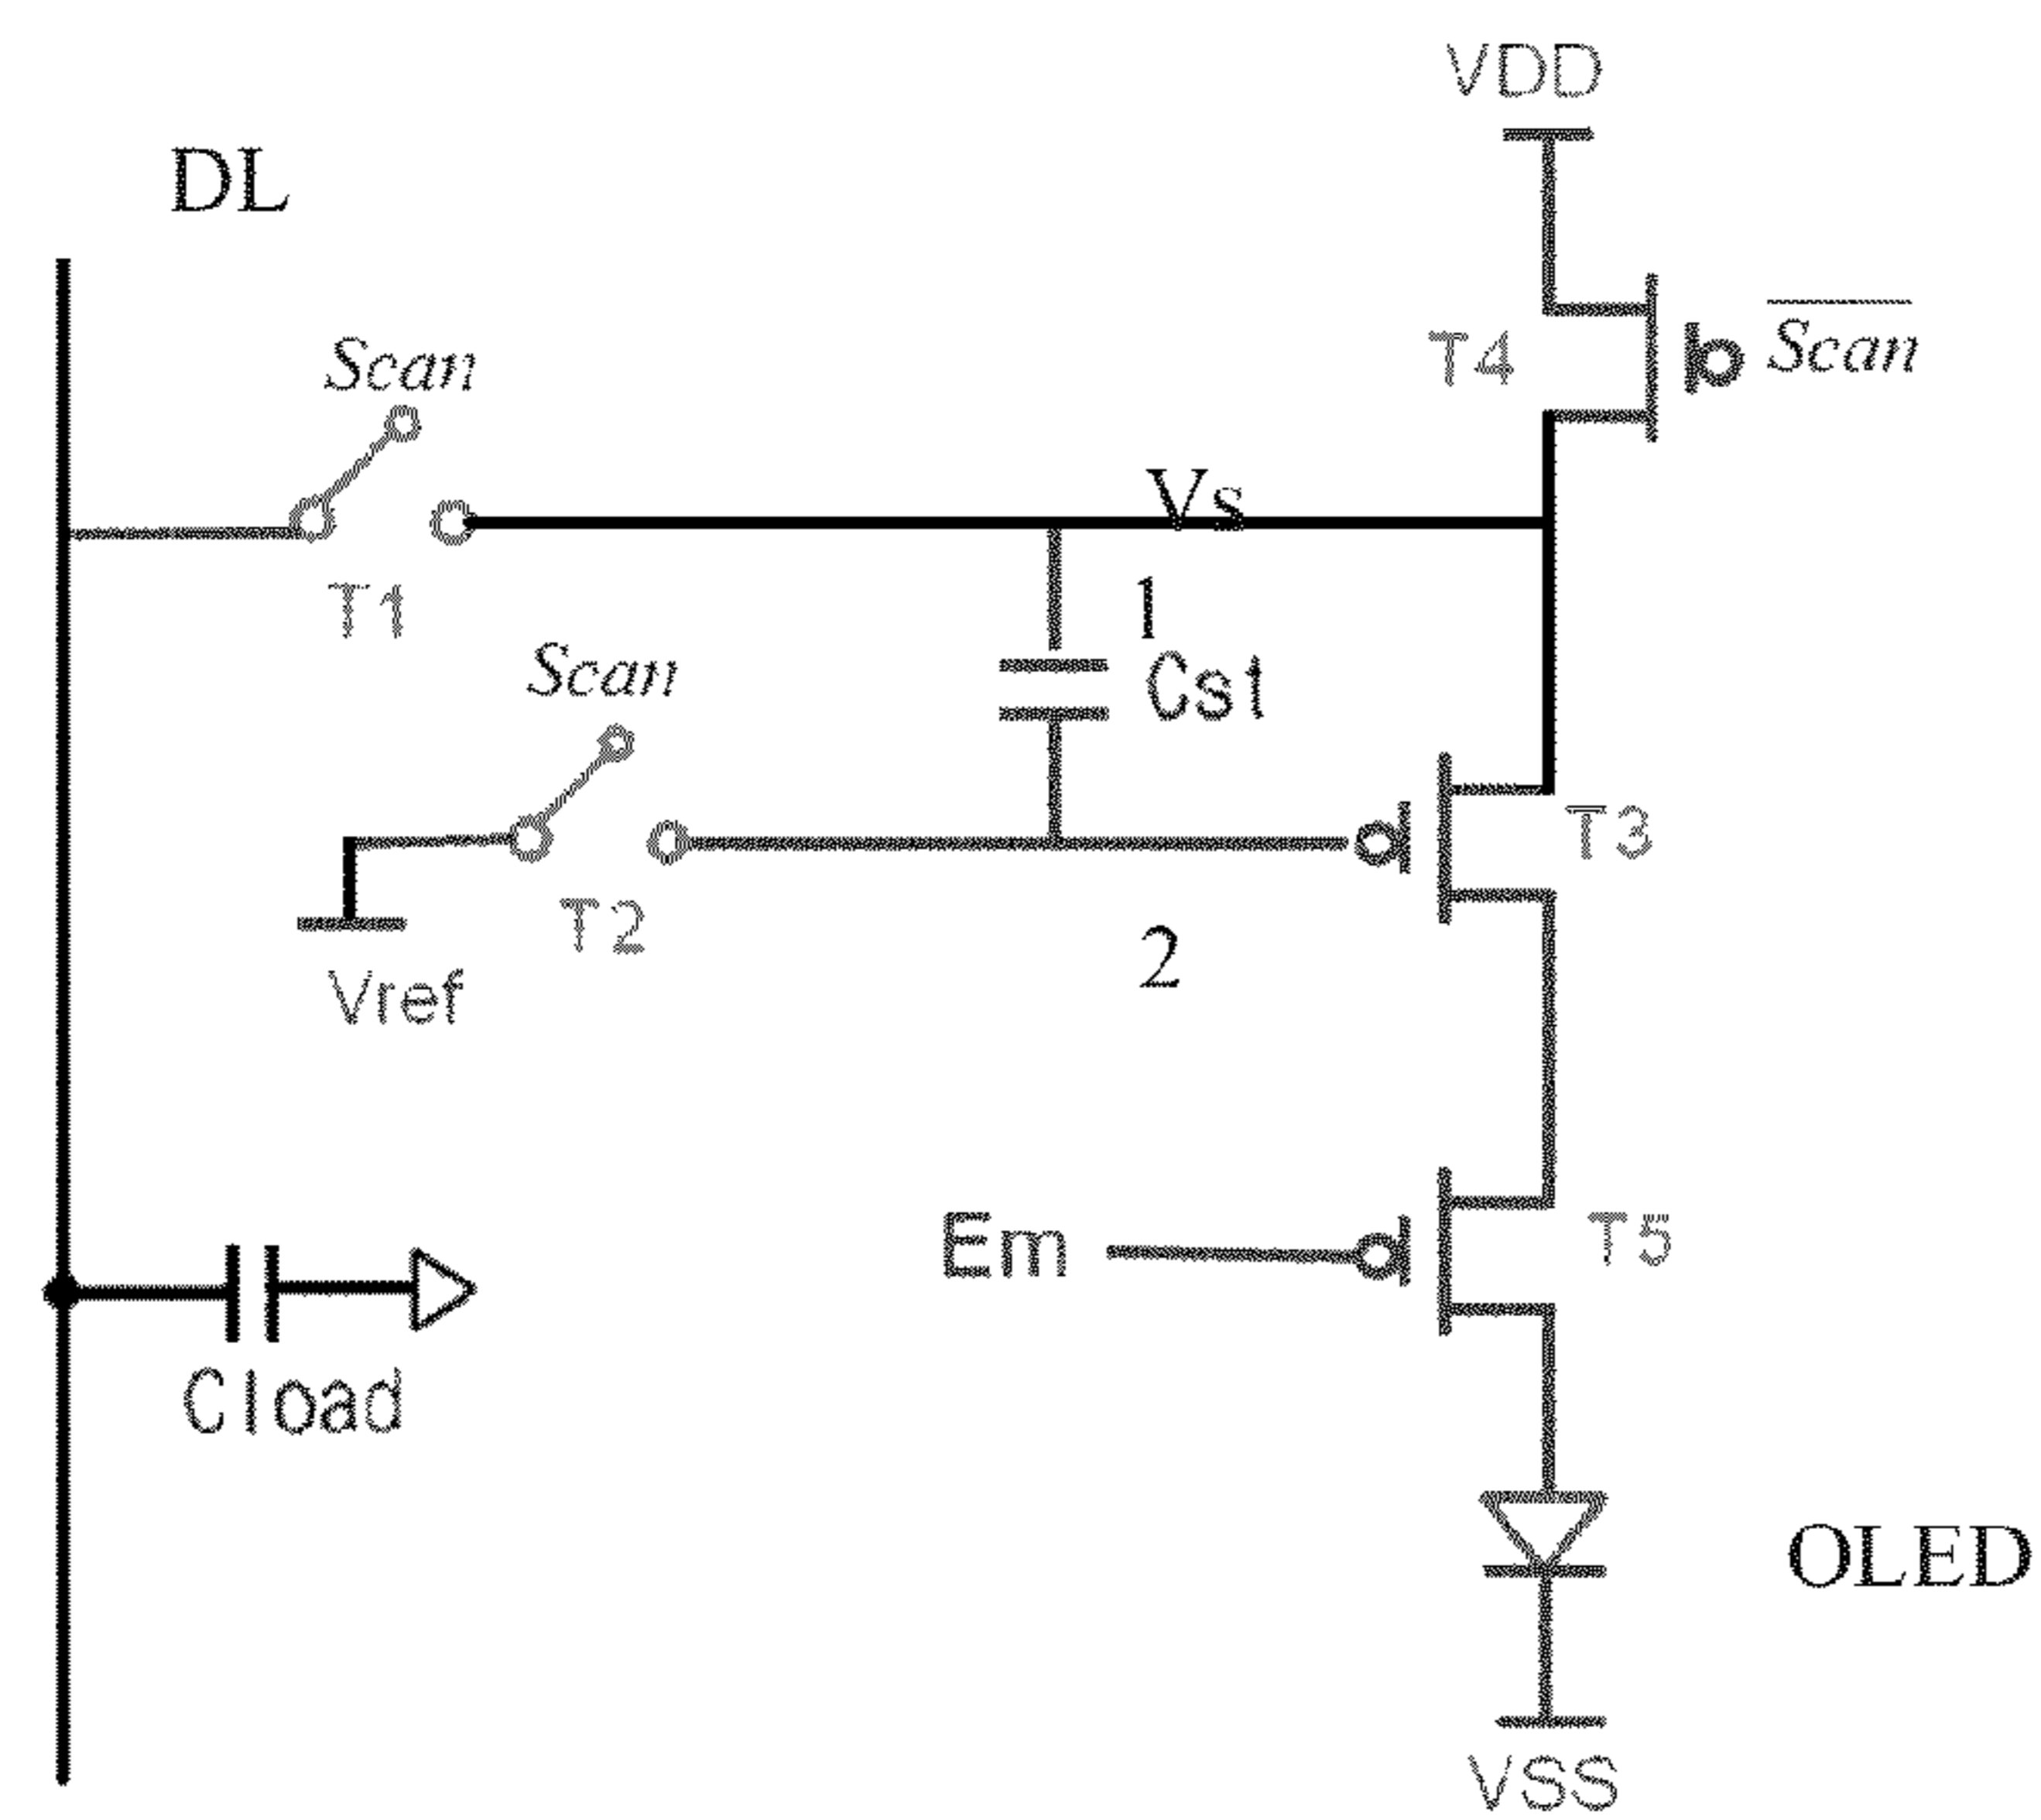 VDD
DL
Scan
T4
Scan
Vs
T1
1
Scan
Cst
T3
T2
2
Vref
Em
T5
Cload
OLED
VSS